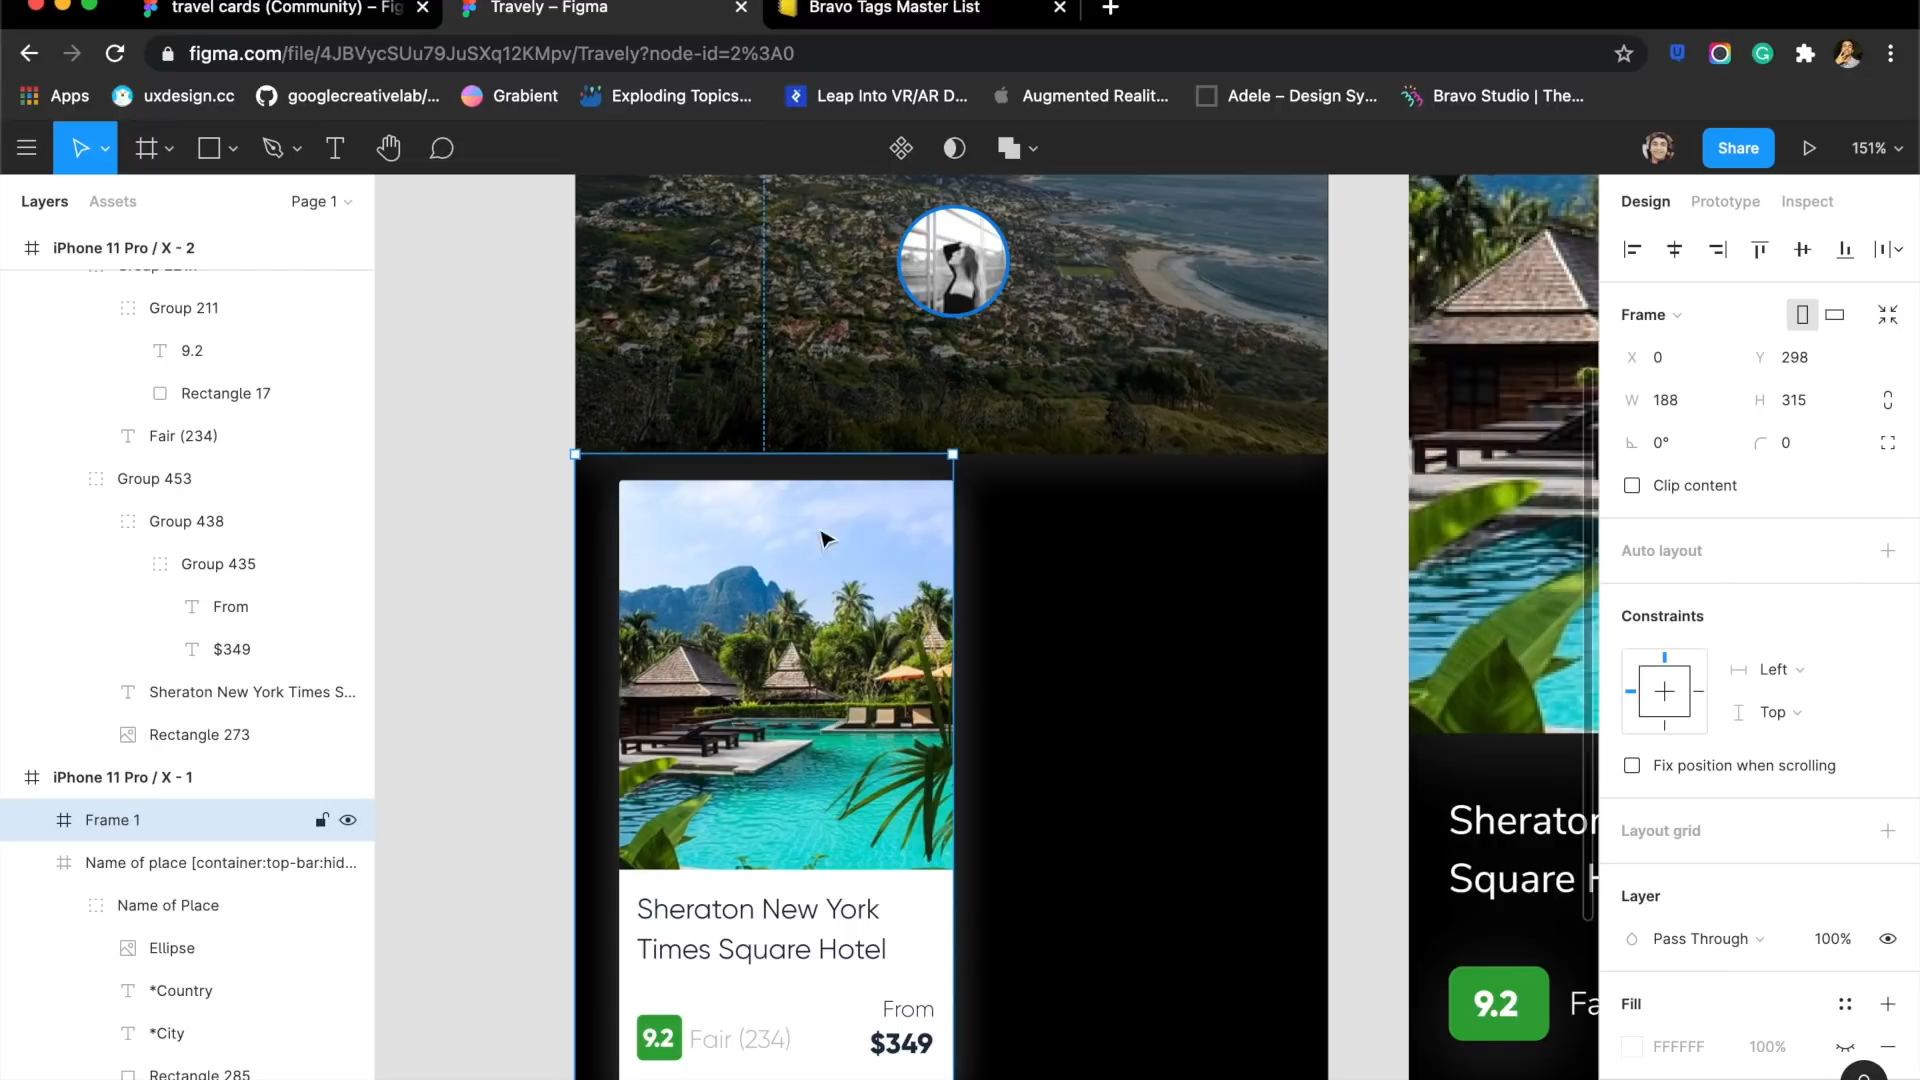 travel cards (Community) – Fig
Travely – Figma
Bravo Tags Master List
figma.com/file/4JBVycSUu79JuSXq12KMpv/Travely?node-id=2%3A0
Apps
uxdesign.cc
googlecreativelab/...
Grabient
Exploding Topics...
Leap Into VR/AR D...
Augmented Realit...
Adele – Design Sy...
Bravo Studio | The...
Share
151%
Layers
Assets
Page 1
iPhone 11 Pro / X - 2
Group 211
9.2
Rectangle 17
Fair (234)
Group 453
Group 438
Group 435
From
$349
Sheraton New York Times S...
Rectangle 273
iPhone 11 Pro / X - 1
Frame 1
Name of place [container:top-bar:hid...
Name of Place
Ellipse
*Country
*City
Rectangle 285
Sheraton New York
Times Square Hotel
From
9.2
Fair (234)
$349
Sheraton
Square H
9.2
Fa
Design
Prototype
Inspect
Frame
X 0
Y 298
W 188
H 315
0°
0
Clip content
Auto layout
Constraints
Left
Top
Fix position when scrolling
Layout grid
Layer
Pass Through
100%
Fill
FFFFFF
100%